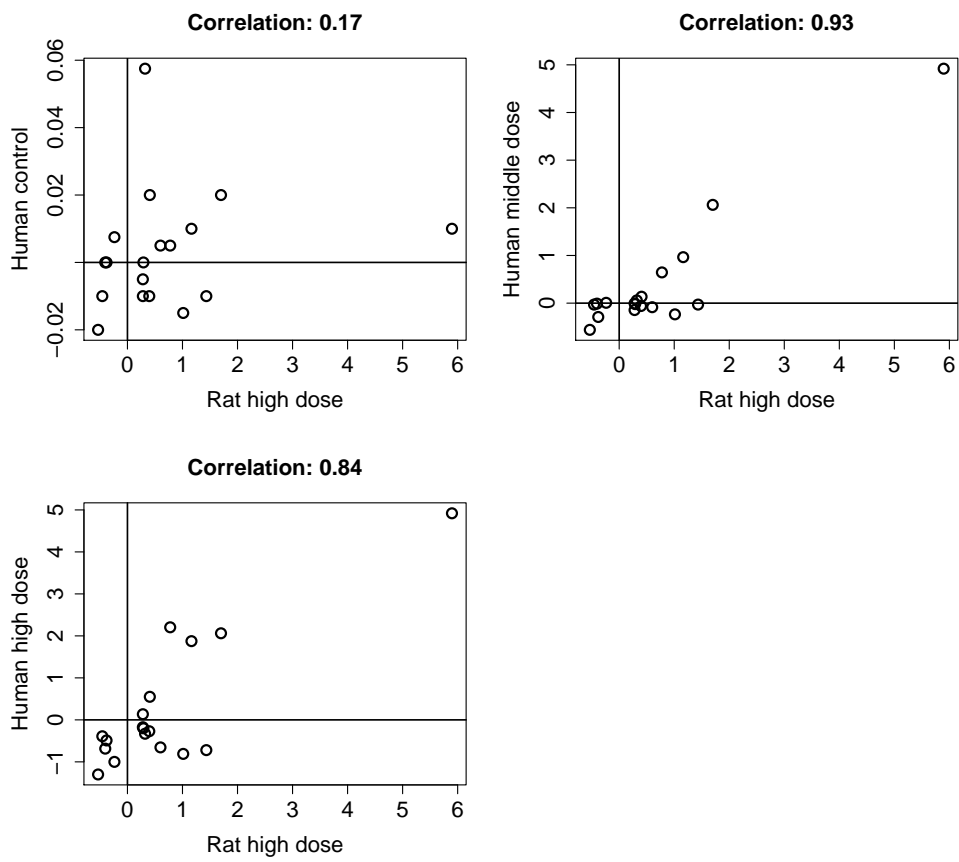 Correlation: 0.17
Human control
0.06
0.04
0.02
−0.02
0 1 2 3 4 5 6
Rat high dose
Correlation: 0.93
Human middle dose
5
4
3
2
1
0
0 1 2 3 4 5 6
Rat high dose
Correlation: 0.84
Human high dose
5
4
3
2
1
0
−1
0 1 2 3 4 5 6
Rat high dose